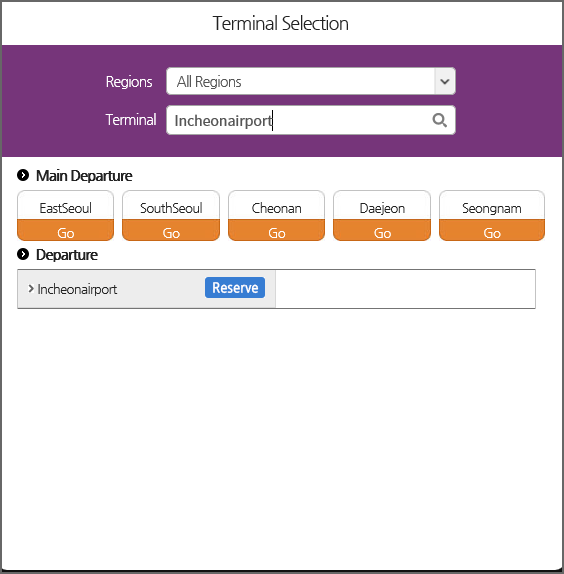 Terminal Selection
Regions All Regions
Terminal Incheonairport
Main Departure
EastSeoul SouthSeoul Cheonan Daejeon Seongnam
Go Go Go Go Go
Departure
Incheonairport Reserve